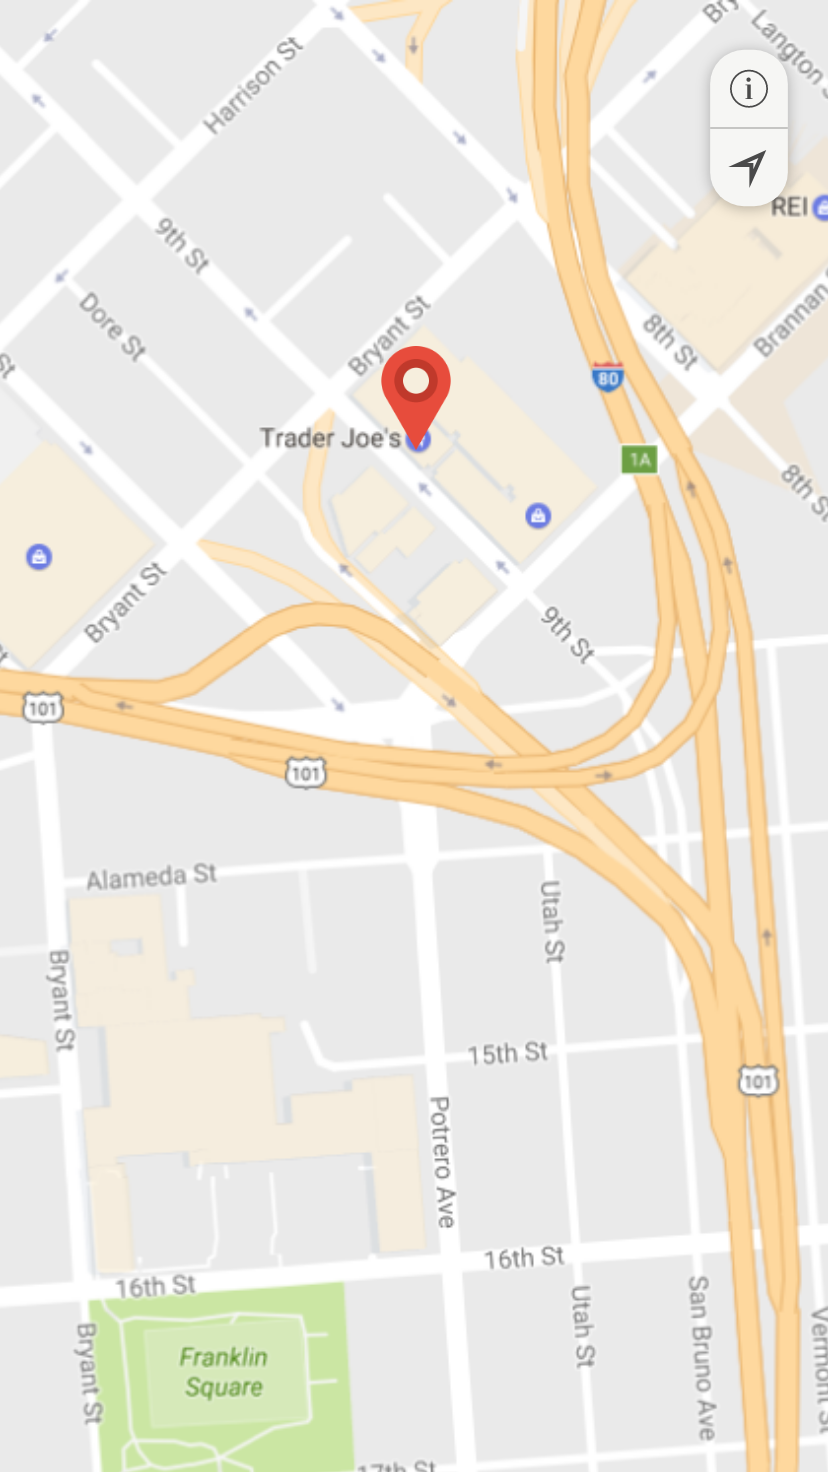 Langton
Harrison St
i
REI
9th St
Dore St
Bryant St
8th St
Brannan
80
St
Trader Joe's
1A
8th St
Bryant St
9th St
101
101
Alameda St
Utah St
Bryant St
15th St
101
Potrero Ave
16th St
16th St
Utah St
San Bruno Ave
Vermont St
Bryant St
Franklin
Square
17th St